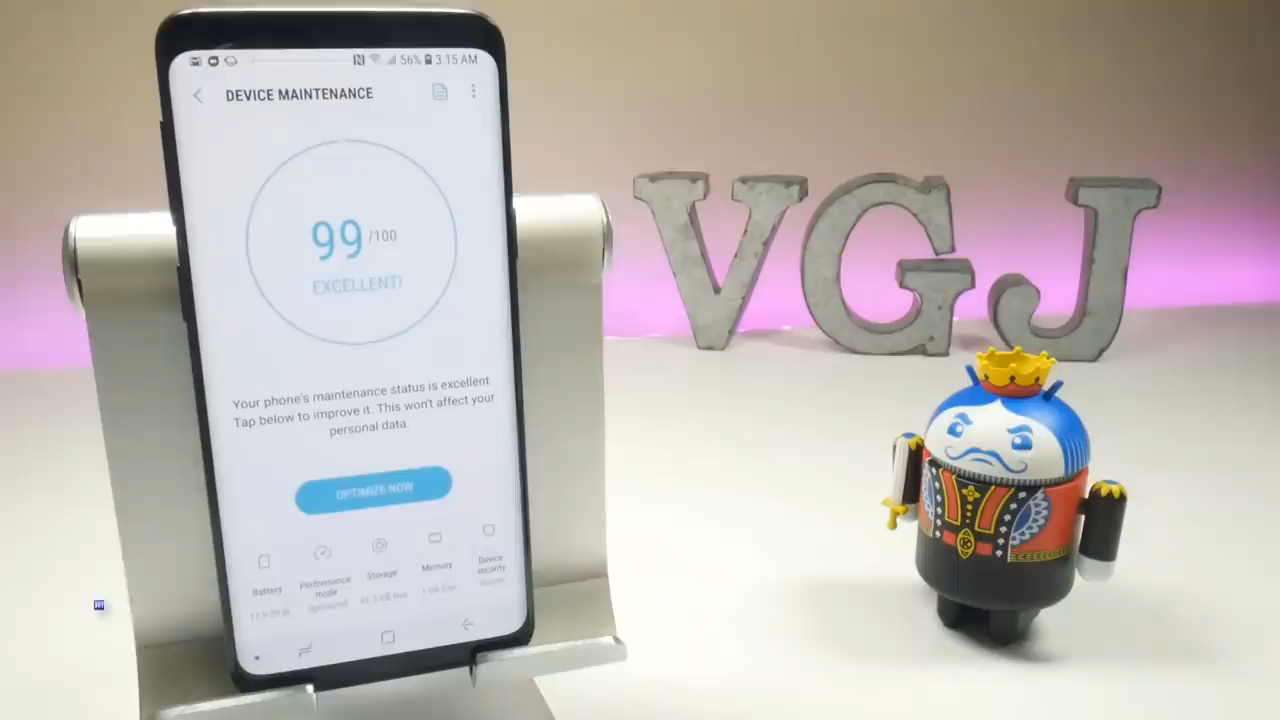 56% 3.15 AM
DEVICE MAINTENANCE
99 /100
EXCELLENT!
Your phone's maintenance status is excellent
Tap below to improve it. This won't affect your
personal data.
OPTIMIZE NOW
Battery
Performance
mode
Optimized
Storage
Memory
Device
security
VGJ
K